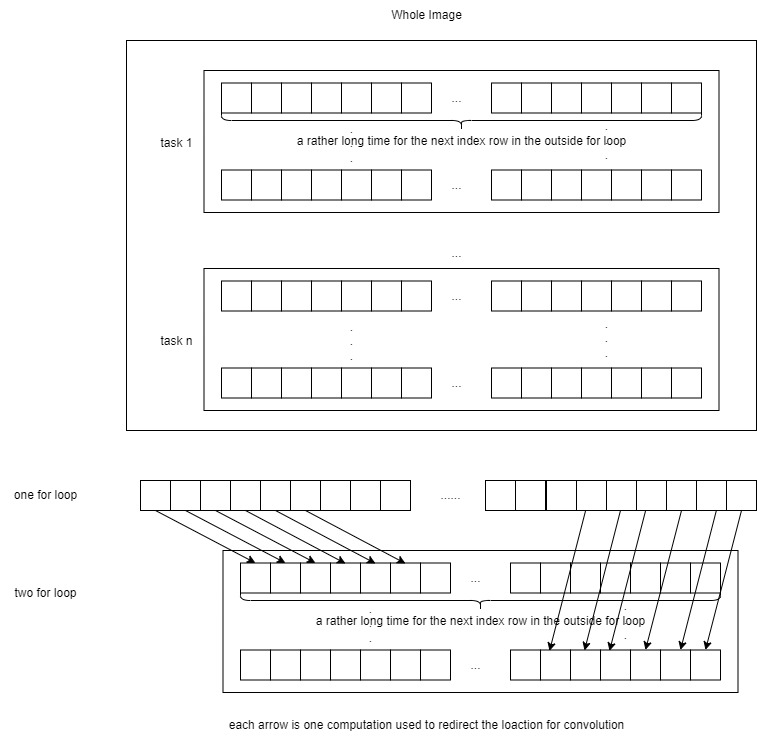 Whole Image
...
task 1
a rather long time for the next index row in the outside for loop
...
...
...
task n
...
one for loop
......
...
two for loop
a rather long time for the next index row in the outside for loop
...
each arrow is one computation used to redirect the loaction for convolution